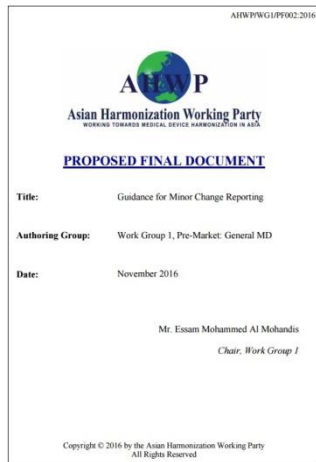 AHWP/WG1/PF002:2016
AHWP
Asian Harmonization Working Party
WORKING TOWARDS MEDICAL DEVICE HARMONIZATION IN ASIA
PROPOSED FINAL DOCUMENT
Title: Guidance for Minor Change Reporting
Authoring Group: Work Group 1, Pre-Market: General MD
Date: November 2016
Mr. Essam Mohammed Al Mohandis
Chair, Work Group 1
Copyright © 2016 by the Asian Harmonization Working Party
All Rights Reserved